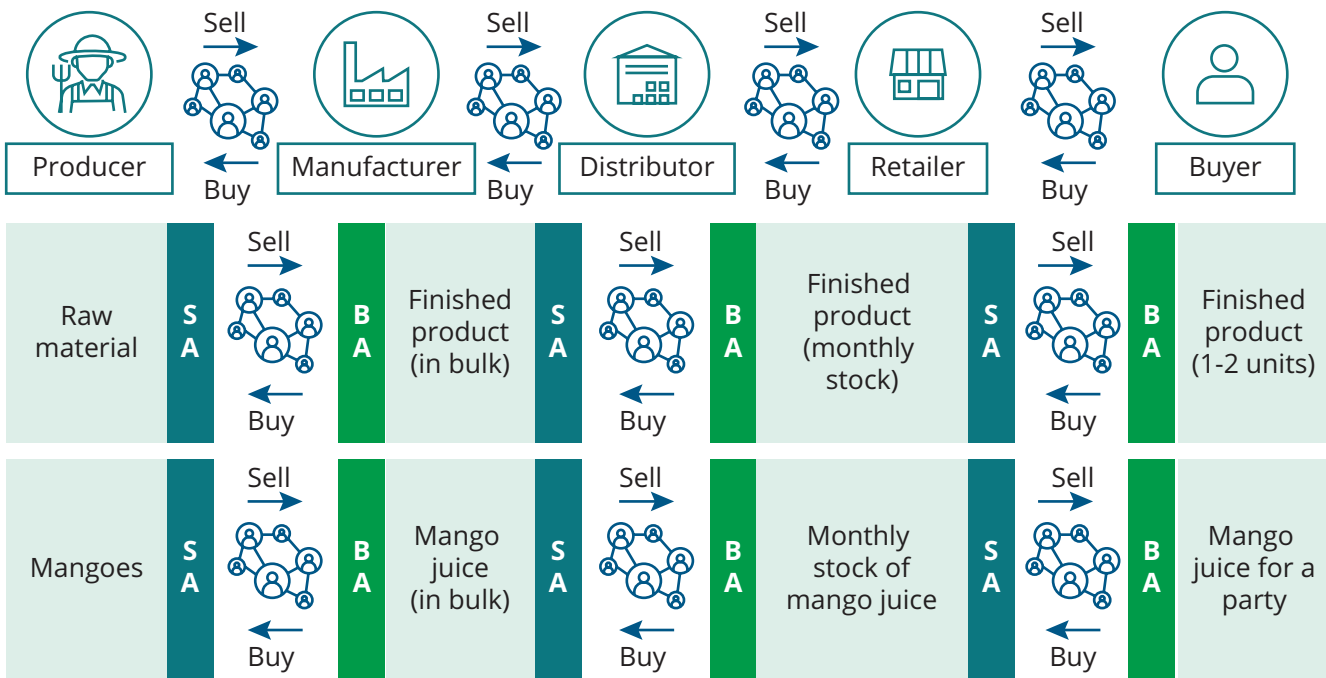 Sell
Sell
Sell
Sell
Producer
Manufacturer
Distributor
Retailer
Buyer
Buy
Buy
Buy
Buy
Raw
material
S
A
Sell
Buy
B
A
Finished
product
(in bulk)
S
A
Sell
Buy
B
A
Finished
product
(monthly
stock)
S
A
Sell
Buy
B
A
Finished
product
(1-2 units)
Mangoes
S
A
Sell
Buy
B
A
Mango
juice
(in bulk)
S
A
Sell
Buy
B
A
Monthly
stock of
mango juice
S
A
Sell
Buy
B
A
Mango
juice for a
party